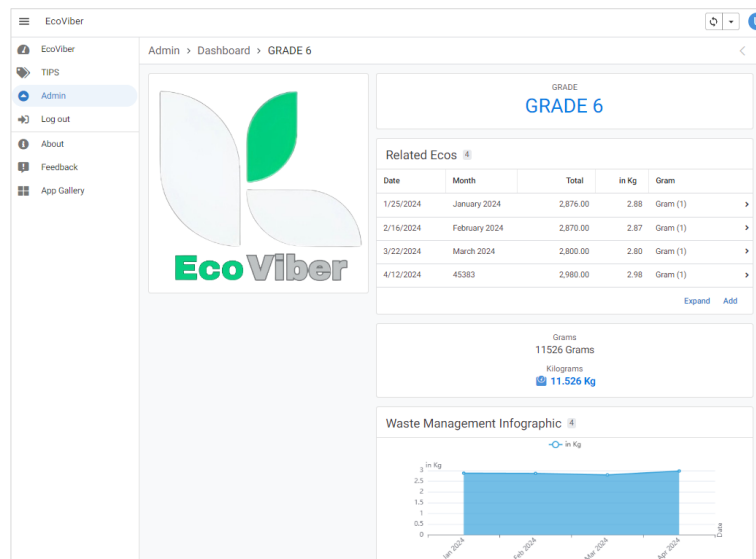 EcoViber
EcoViber
TIPS
Admin
Log out
About
Feedback
App Gallery
Admin > Dashboard > GRADE 6
EcoViber
GRADE
GRADE 6
Related Ecos 4
Date Month Total in Kg Gram
1/25/2024 January 2024 2,876.00 2.88 Gram (1)
2/16/2024 February 2024 2,870.00 2.87 Gram (1)
3/22/2024 March 2024 2,800.00 2.80 Gram (1)
4/12/2024 45383 2,980.00 2.98 Gram (1)
Expand Add
Grams
11526 Grams
Kilograms
11.526 Kg
Waste Management Infographic 4
in Kg
in Kg
3
2.5
2
1.5
1
0.5
0
Jan 2024 Feb 2024 Mar 2024 Apr 2024
Date